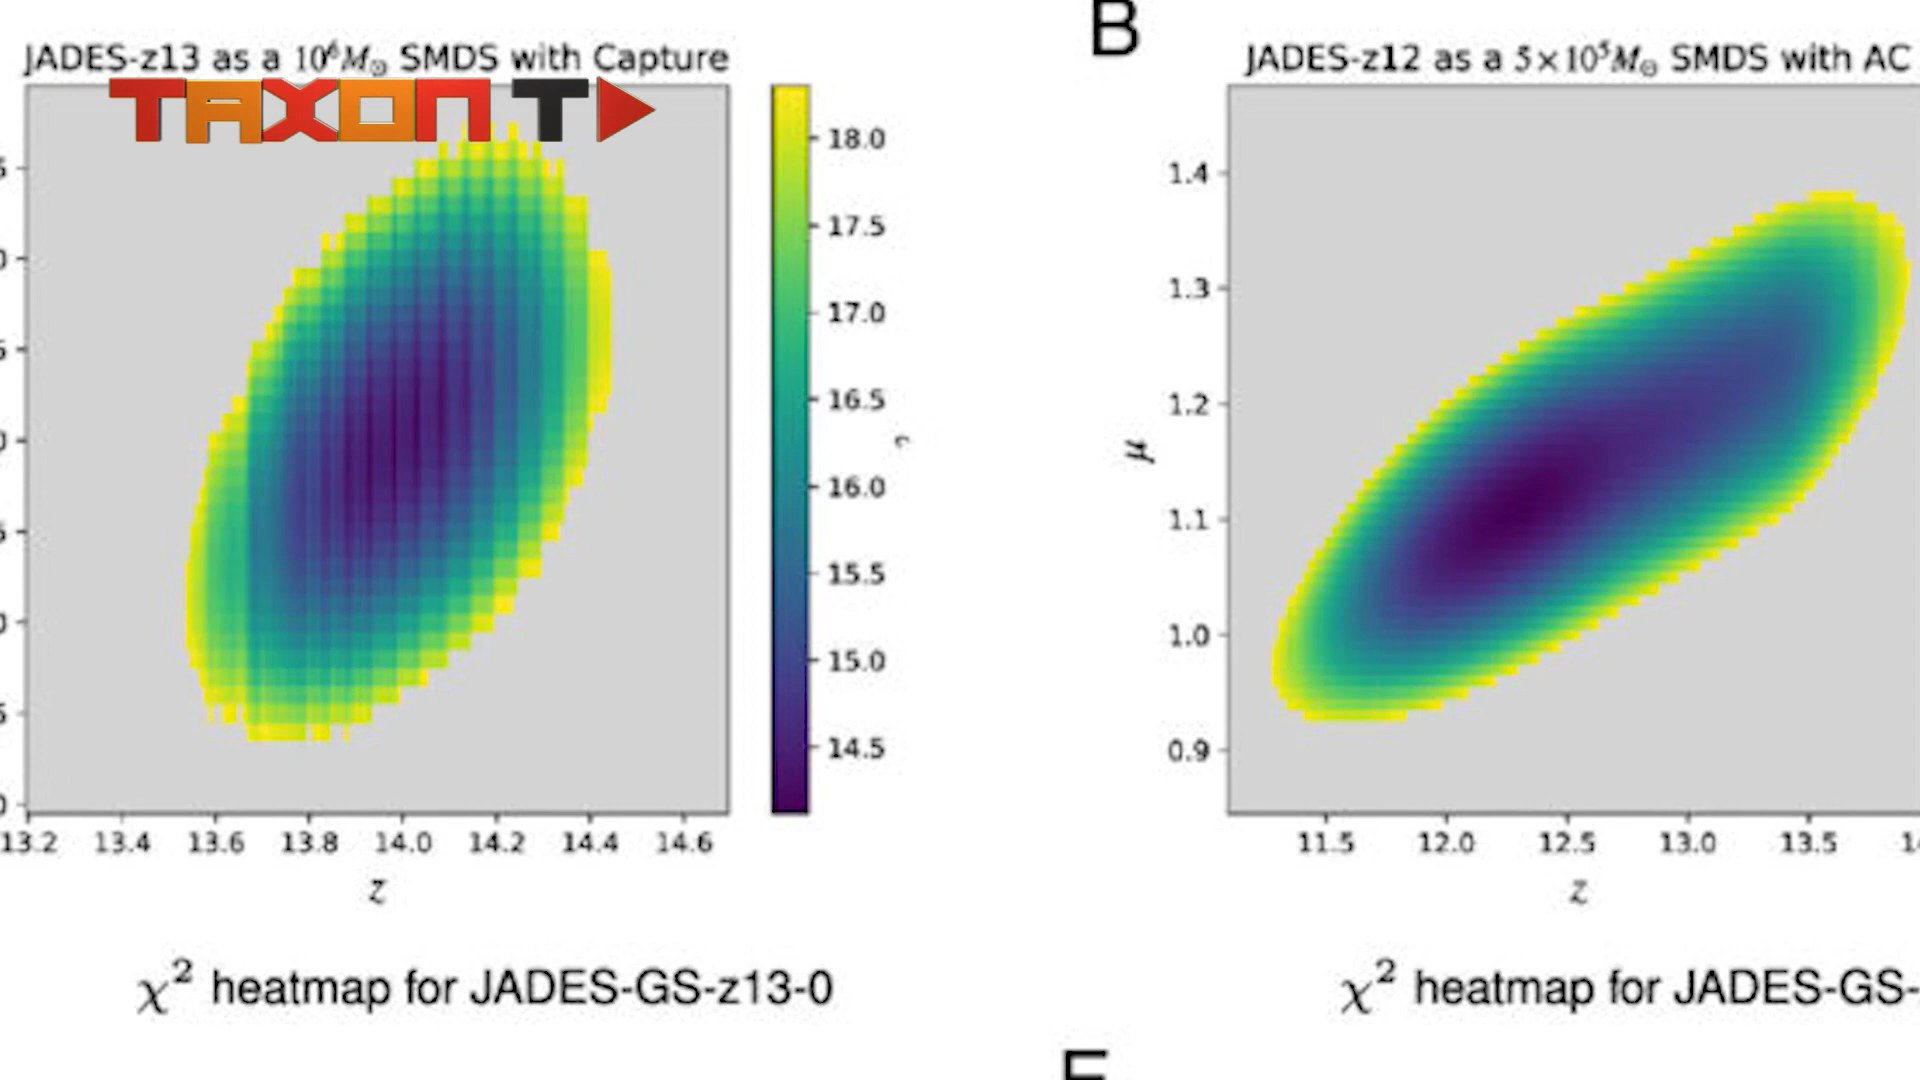 B
JADES-z13 as a 10⁶M⊙ SMDS with Capture
TAXON T
18.0
17.5
17.0
16.5
16.0
15.5
15.0
14.5
13.2 13.4 13.6 13.8 14.0 14.2 14.4 14.6
z
χ² heatmap for JADES-GS-z13-0
JADES-z12 as a 5×10⁵M⊙ SMDS with AC
μ
1.4
1.3
1.2
1.1
1.0
0.9
11.5 12.0 12.5 13.0 13.5
z
χ² heatmap for JADES-GS-